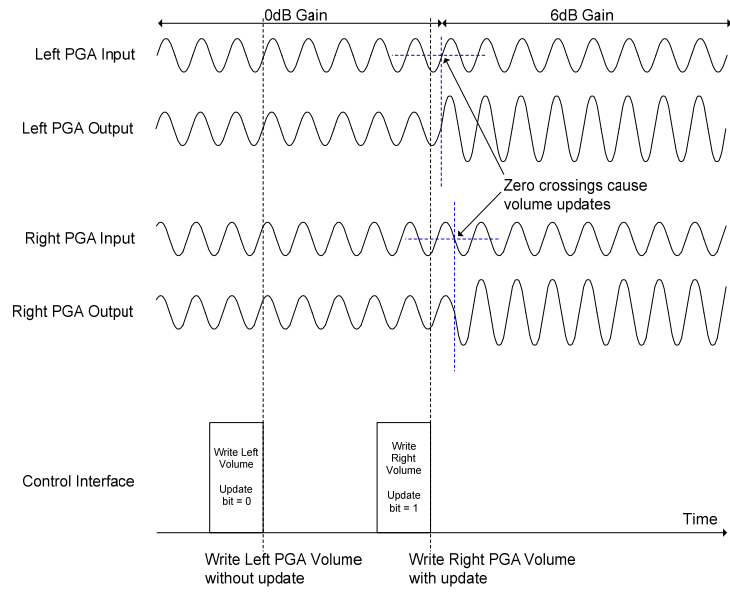 0dB Gain
6dB Gain
Left PGA Input
Left PGA Output
Zero crossings cause
volume updates
Right PGA Input
Right PGA Output
Write Left
Volume
Update
bit = 0
Write
Right
Volume
Update
bit = 1
Control Interface
Time
Write Left PGA Volume
without update
Write Right PGA Volume
with update